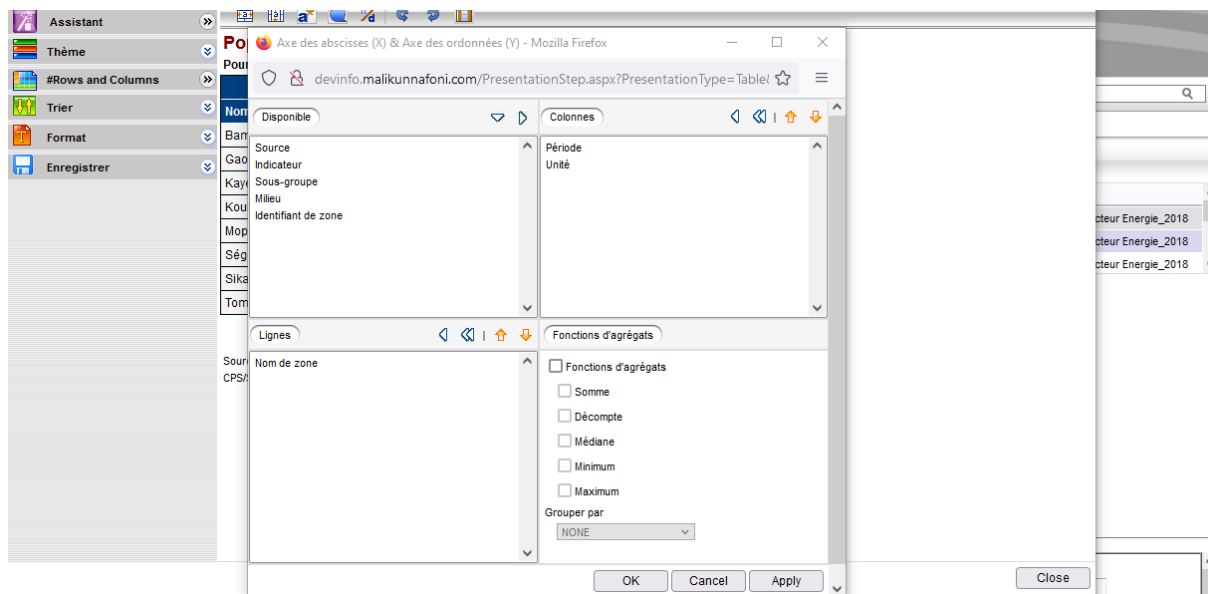 Assistant
Thème
#Rows and Columns
Trier
Format
Enregistrer
Axe des abscisses (X) & Axe des ordonnées (Y) - Mozilla Firefox
devinfo.malikunnafoni.com/PresentationStep.aspx?PresentationType=Table
Disponible
Source
Indicateur
Sous-groupe
Milieu
Identifiant de zone
Colonnes
Période
Unité
Lignes
Nom de zone
Fonctions d'agrégats
Fonctions d'agrégats
Somme
Décompte
Médiane
Minimum
Maximum
Grouper par
NONE
OK Cancel Apply
Pour
Nom
Bam
Gao
Kaye
Kou
Mop
Ség
Sika
Tom
Sour
CPS/
cteur Energie_2018
cteur Energie_2018
cteur Energie_2018
Close